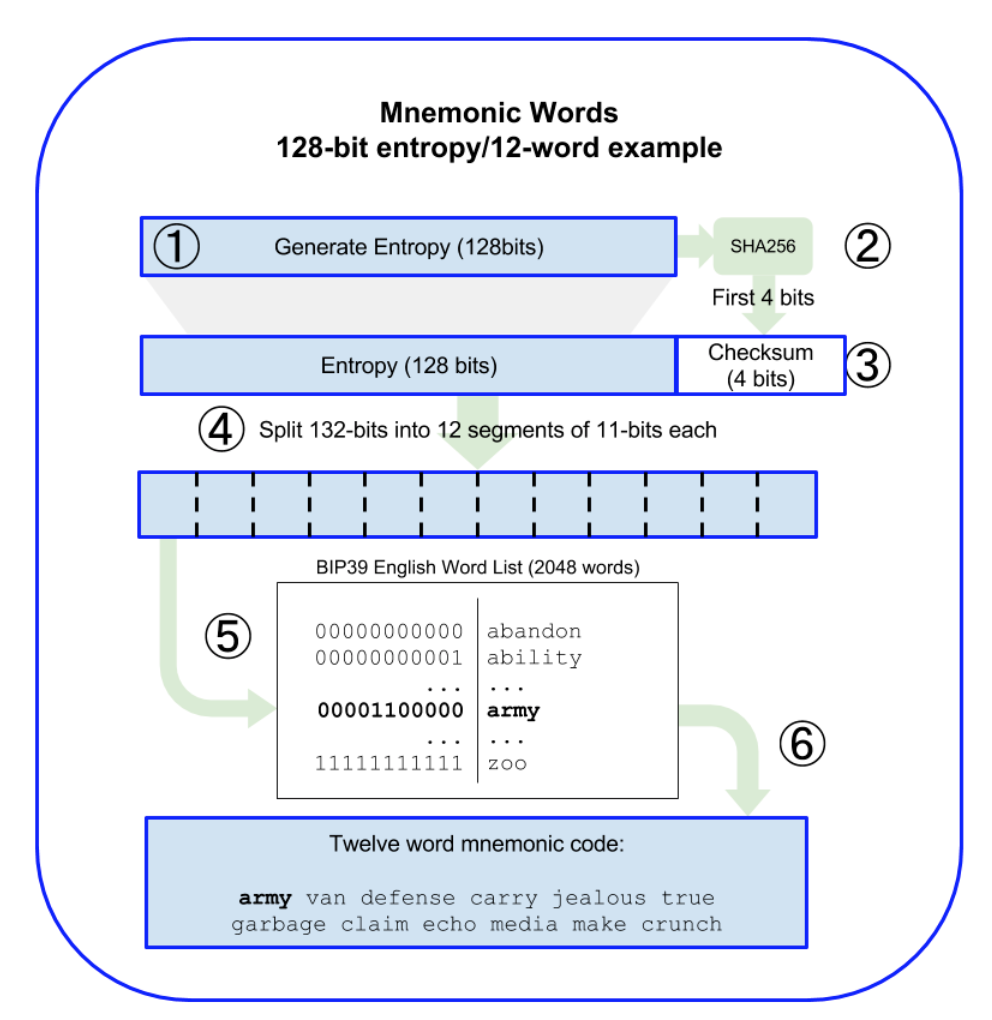 Mnemonic Words
128-bit entropy/12-word example
① Generate Entropy (128bits)
SHA256
②
First 4 bits
Entropy (128 bits)
Checksum
(4 bits)
③
④ Split 132-bits into 12 segments of 11-bits each
BIP39 English Word List (2048 words)
⑤
00000000000 abandon
00000000001 ability
... ...
00001100000 army
... ...
11111111111 zoo
⑥
Twelve word mnemonic code:
army van defense carry jealous true
garbage claim echo media make crunch